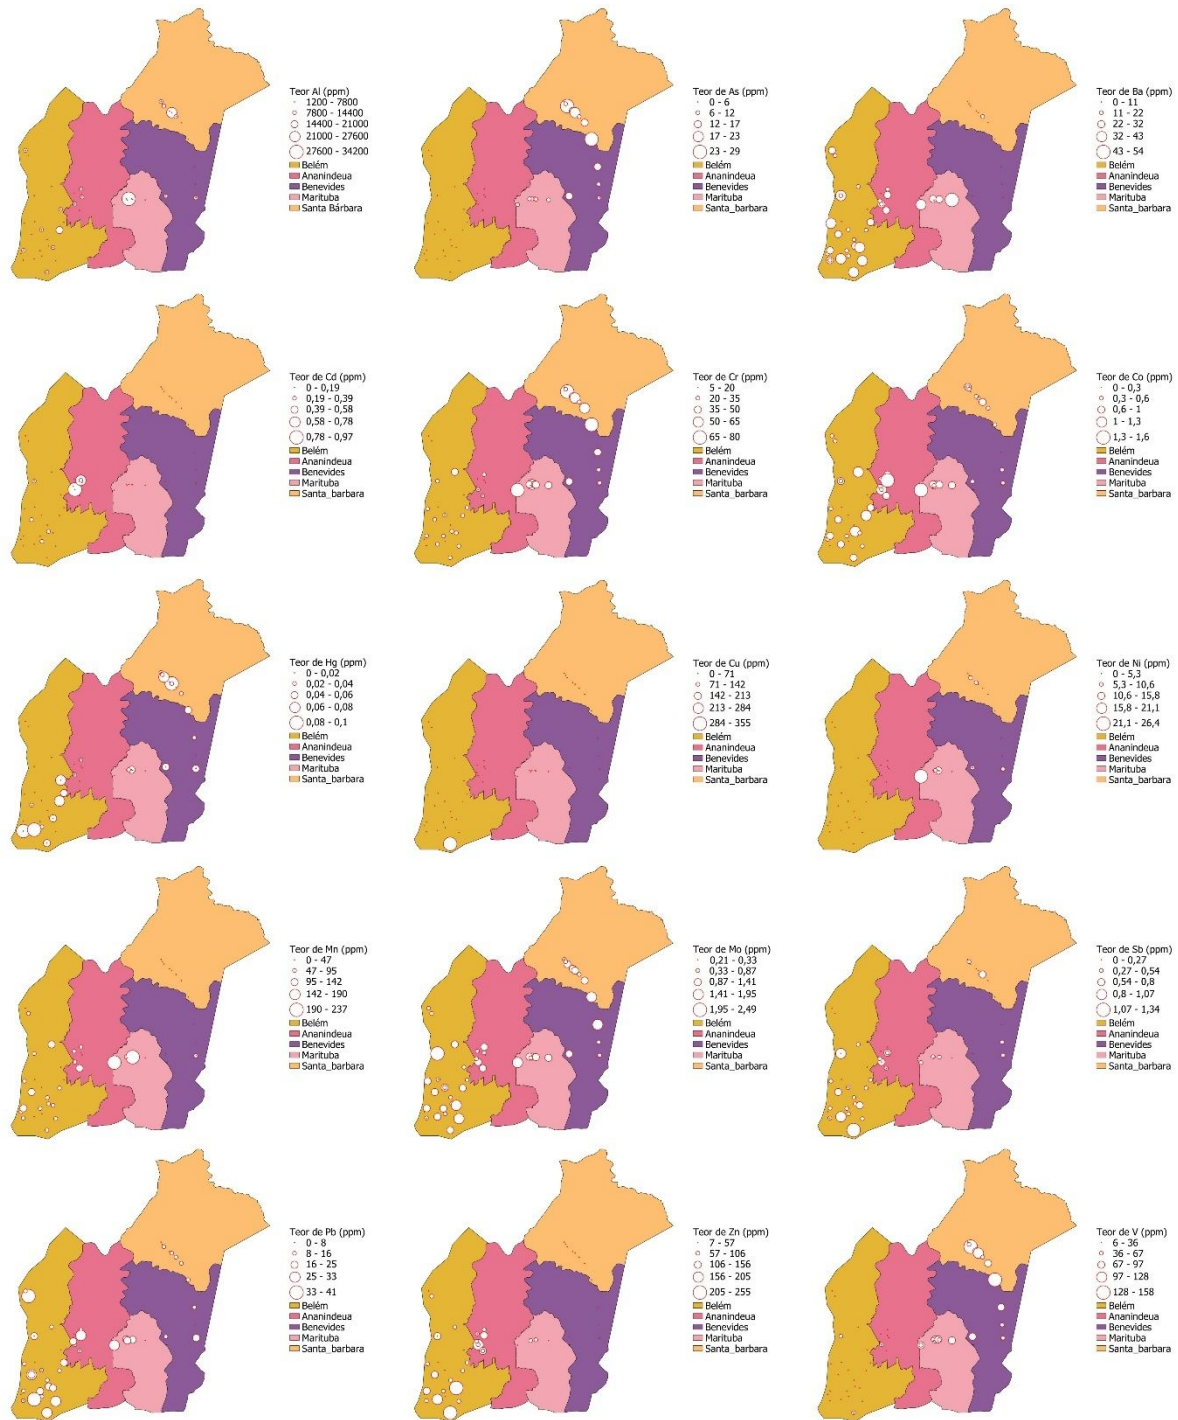 Teor Al (ppm)
1200 - 7800
7800 - 14400
14400 - 21000
21000 - 27600
27600 - 34200
Belém
Ananindeua
Benevides
Marituba
Santa Bárbara
Teor de As (ppm)
0 - 6
6 - 12
12 - 17
17 - 23
23 - 29
Belém
Ananindeua
Benevides
Marituba
Santa_barbara
Teor de Ba (ppm)
0 - 11
11 - 22
22 - 32
32 - 43
43 - 54
Belém
Ananindeua
Benevides
Marituba
Santa_barbara
Teor de Cd (ppm)
0 - 0,19
0,19 - 0,39
0,39 - 0,58
0,58 - 0,78
0,78 - 0,97
Belém
Ananindeua
Benevides
Marituba
Santa_barbara
Teor de Cr (ppm)
5 - 20
20 - 35
35 - 50
50 - 65
65 - 80
Belém
Ananindeua
Benevides
Marituba
Santa_barbara
Teor de Co (ppm)
0 - 0,3
0,3 - 0,6
0,6 - 1
1 - 1,3
1,3 - 1,6
Belém
Ananindeua
Benevides
Marituba
Santa_barbara
Teor de Hg (ppm)
0 - 0,02
0,02 - 0,04
0,04 - 0,06
0,06 - 0,08
0,08 - 0,1
Belém
Ananindeua
Benevides
Marituba
Santa_barbara
Teor de Cu (ppm)
0 - 71
71 - 142
142 - 213
213 - 284
284 - 355
Belém
Ananindeua
Benevides
Marituba
Santa_barbara
Teor de Ni (ppm)
0 - 5,3
5,3 - 10,6
10,6 - 15,8
15,8 - 21,1
21,1 - 26,4
Belém
Ananindeua
Benevides
Marituba
Santa_barbara
Teor de Mn (ppm)
0 - 47
47 - 95
95 - 142
142 - 190
190 - 237
Belém
Ananindeua
Benevides
Marituba
Santa_barbara
Teor de Mo (ppm)
0,21 - 0,33
0,33 - 0,87
0,87 - 1,41
1,41 - 1,95
1,95 - 2,49
Belém
Ananindeua
Benevides
Marituba
Santa_barbara
Teor de Sb (ppm)
0 - 0,27
0,27 - 0,54
0,54 - 0,8
0,8 - 1,07
1,07 - 1,34
Belém
Ananindeua
Benevides
Marituba
Santa_barbara
Teor de Pb (ppm)
0 - 8
8 - 16
16 - 25
25 - 33
33 - 41
Belém
Ananindeua
Benevides
Marituba
Santa_barbara
Teor de Zn (ppm)
7 - 57
57 - 106
106 - 156
156 - 205
205 - 255
Belém
Ananindeua
Benevides
Marituba
Santa_barbara
Teor de V (ppm)
6 - 36
36 - 67
67 - 97
97 - 128
128 - 158
Belém
Ananindeua
Benevides
Marituba
Santa_barbara